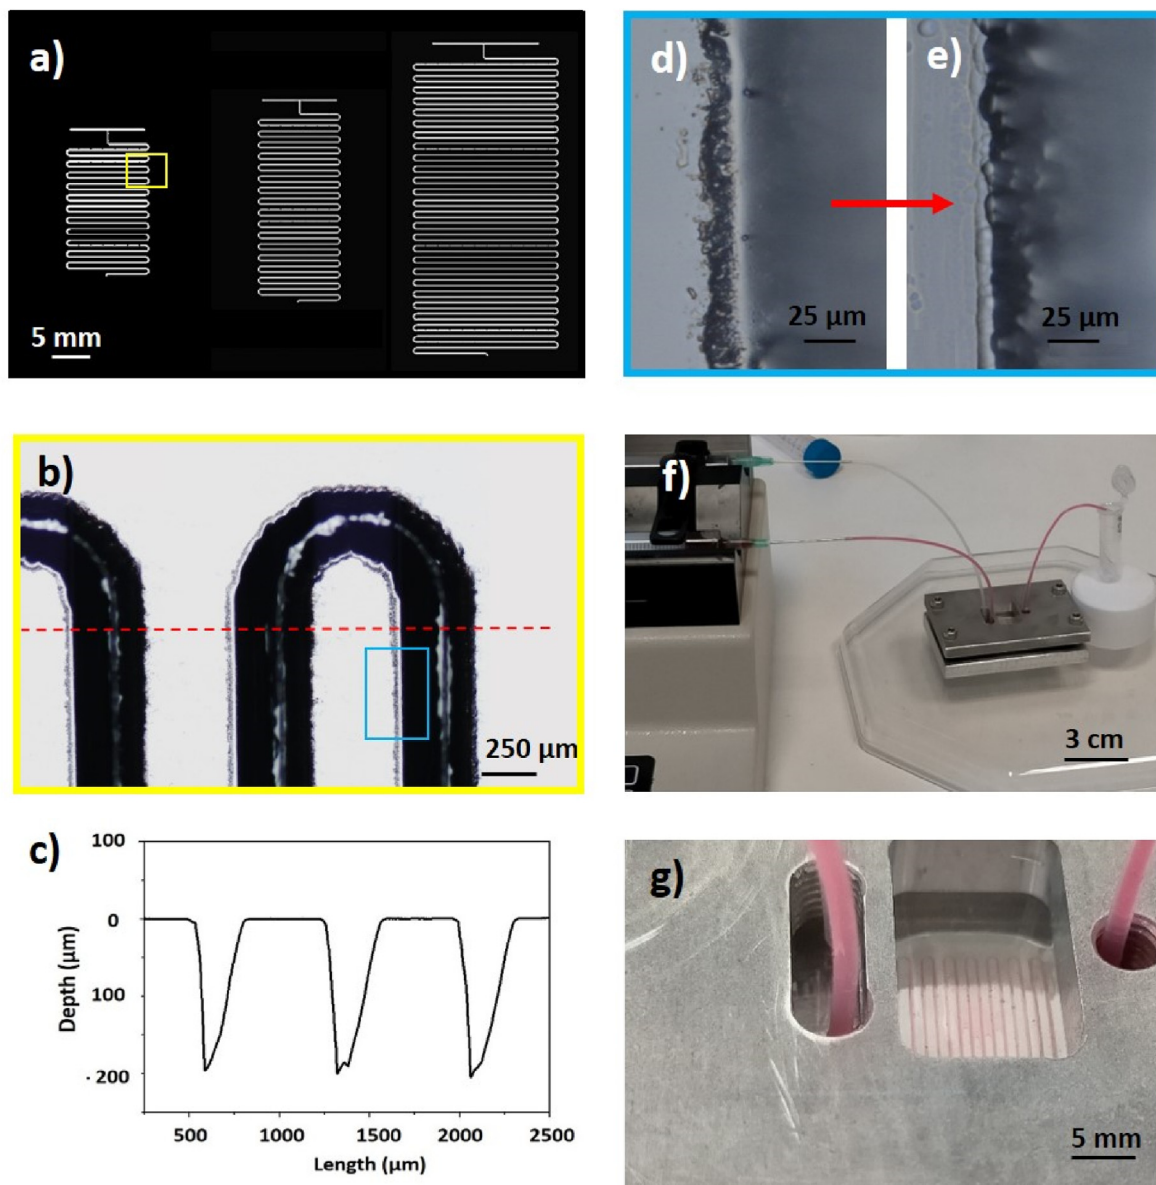 a)
5 mm
d)
e)
25 µm
25 µm
b)
250 µm
f)
3 cm
c)
100
0
100
- 200
Depth (µm)
500
1000
1500
2000
2500
Length (µm)
g)
5 mm